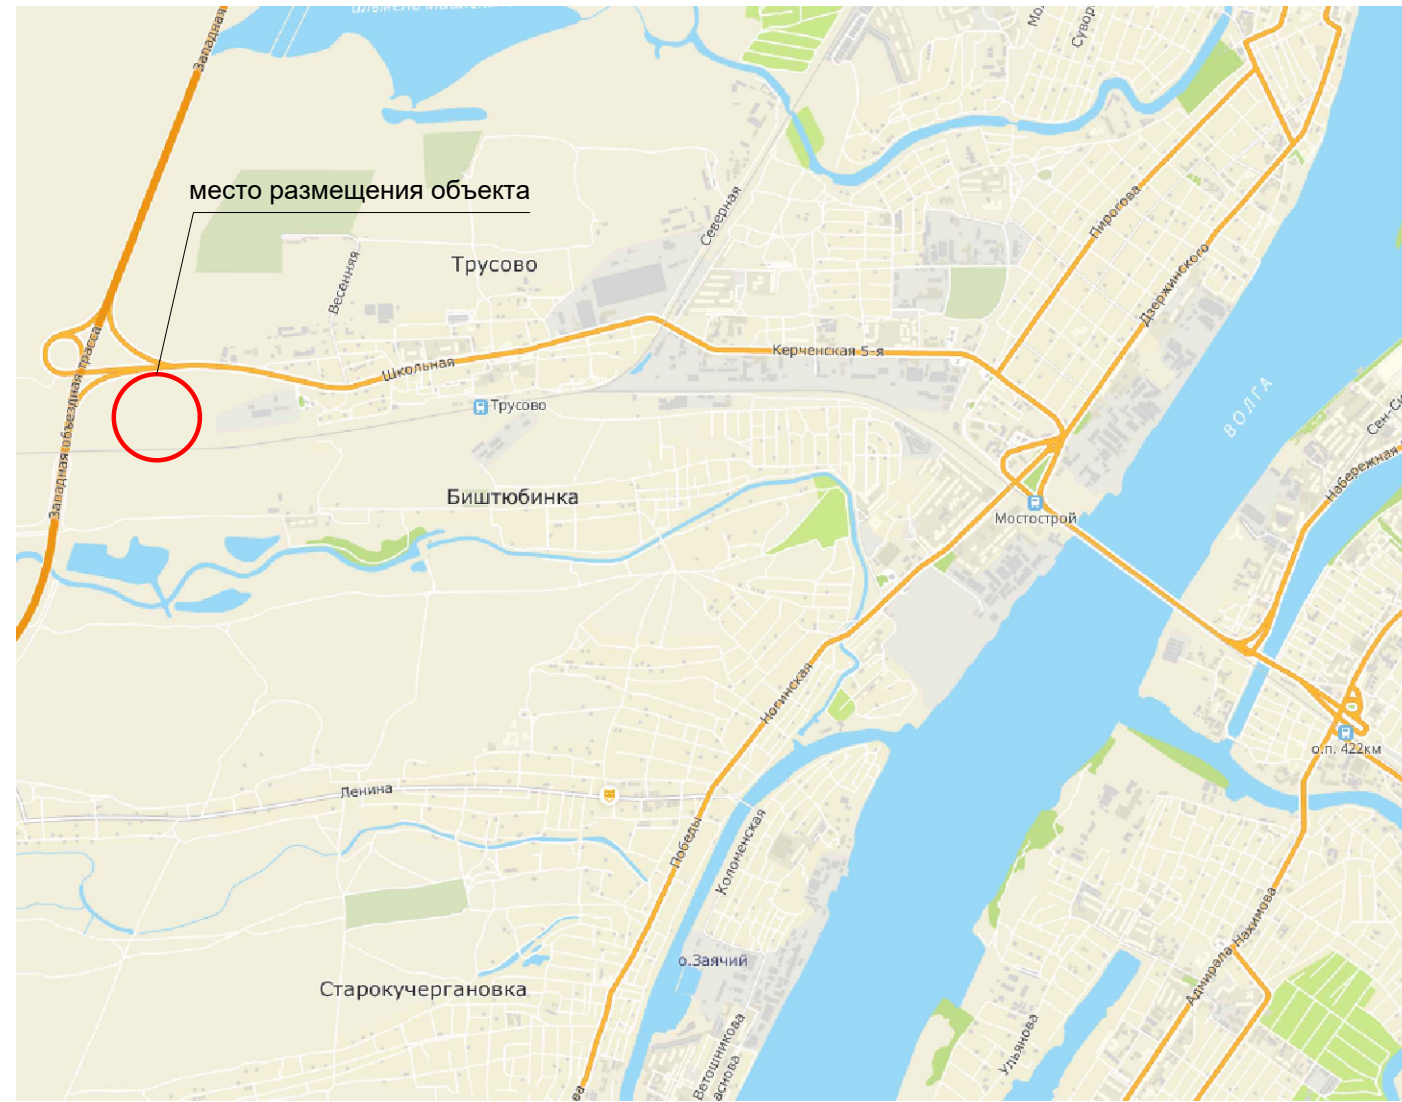 Западная
место размещения объекта
Северная
Пирогова
Трусово
Весенняя
Дзержинского
Западная объездная трасса
Школьная
Керченская 5-я
Трусово
ВОЛГА
Набережная
Биштюбинка
Мостострой
Ногинская
о.п. 422км
Ленина
Победы
Коломенская
Адмирала Нахимова
о.Заячий
Старокучергановка
Ульянова
Ветошникова